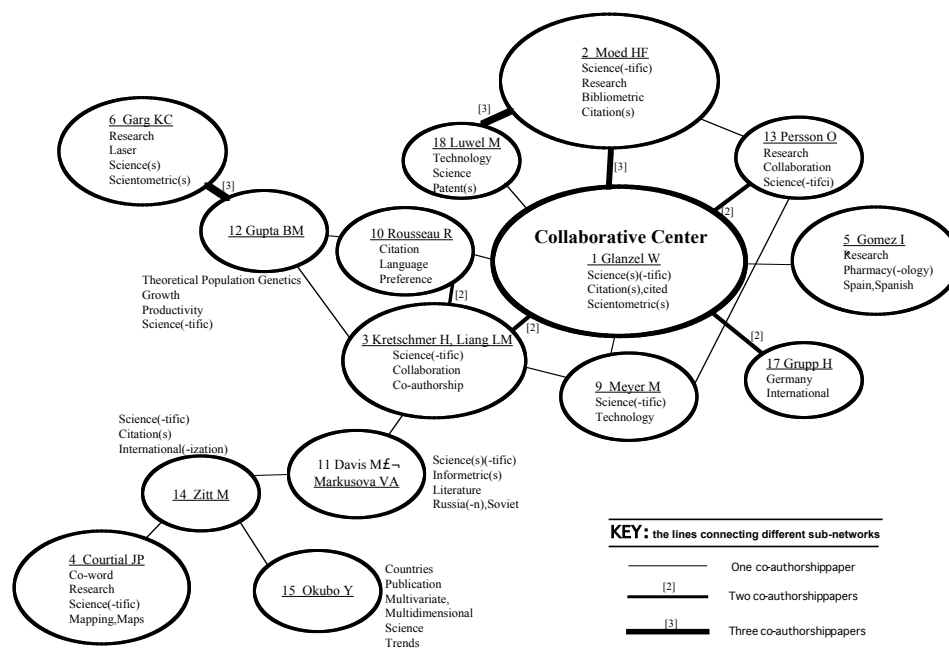 2 Moed HF
Science(-tific)
Research
Bibliometric
Citation(s)
[3]
6 Garg KC
Research
Laser
Science(s)
Scientometric(s)
[3]
18 Luwel M
Technology
Science
Patent(s)
[3]
13 Persson O
Research
Collaboration
Science(-tifci)
[2]
12 Gupta BM
Theoretical Population Genetics
Growth
Productivity
Science(-tific)
10 Rousseau R
Citation
Language
Preference
[2]
Collaborative Center
1 Glanzel W
Science(s)(-tific)
Citation(s),cited
Scientometric(s)
5 Gomez I
Research
Pharmacy(-ology)
Spain,Spanish
[2]
3 Kretschmer H, Liang LM
Science(-tific)
Collaboration
Co-authorship
[2]
17 Grupp H
Germany
International
9 Meyer M
Science(-tific)
Technology
Science(-tific)
Citation(s)
International(-ization)
14 Zitt M
11 Davis M£¬
Markusova VA
Science(s)(-tific)
Informetric(s)
Literature
Russia(-n),Soviet
4 Courtial JP
Co-word
Research
Science(-tific)
Mapping,Maps
15 Okubo Y
Countries
Publication
Multivariate,
Multidimensional
Science
Trends
KEY: the lines connecting different sub-networks
One co-authorshippaper
[2]
Two co-authorshippapers
[3]
Three co-authorshippapers